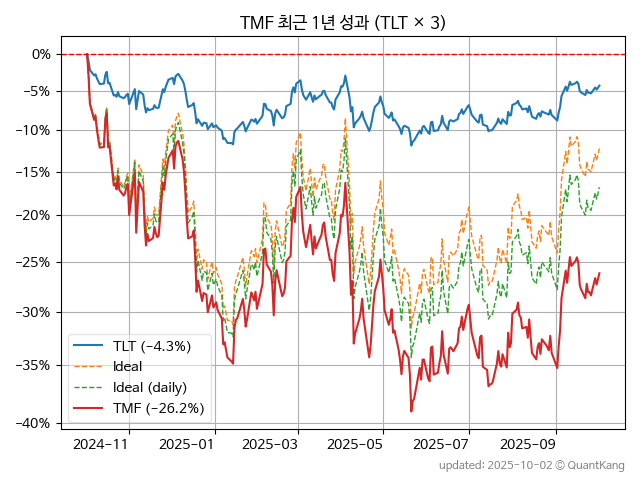 TMF 최근 1년 성과 (TLT × 3)
0%
−5%
−10%
−15%
−20%
−25%
−30%
−35%
−40%
TLT (−4.3%)
Ideal
Ideal (daily)
TMF (−26.2%)
2024-11 2025-01 2025-03 2025-05 2025-07 2025-09
updated: 2025-10-02 © QuantKang